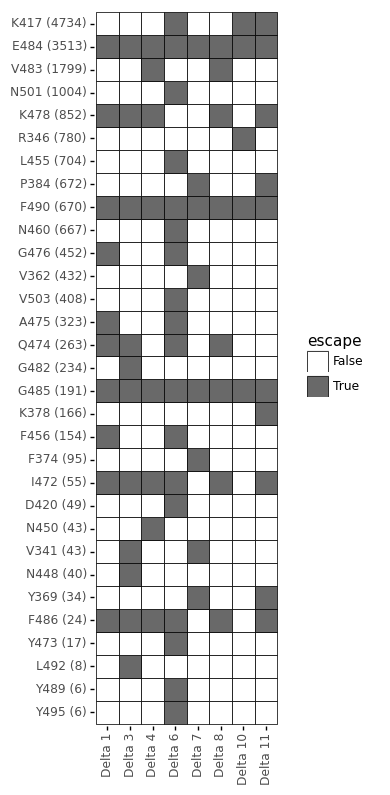 K417 (4734)
E484 (3513)
V483 (1799)
N501 (1004)
K478 (852)
R346 (780)
L455 (704)
P384 (672)
F490 (670)
N460 (667)
G476 (452)
V362 (432)
V503 (408)
A475 (323)
Q474 (263)
G482 (234)
G485 (191)
K378 (166)
F456 (154)
F374 (95)
I472 (55)
D420 (49)
N450 (43)
V341 (43)
N448 (40)
Y369 (34)
F486 (24)
Y473 (17)
L492 (8)
Y489 (6)
Y495 (6)
Delta 1
Delta 3
Delta 4
Delta 6
Delta 7
Delta 8
Delta 10
Delta 11
escape
False
True